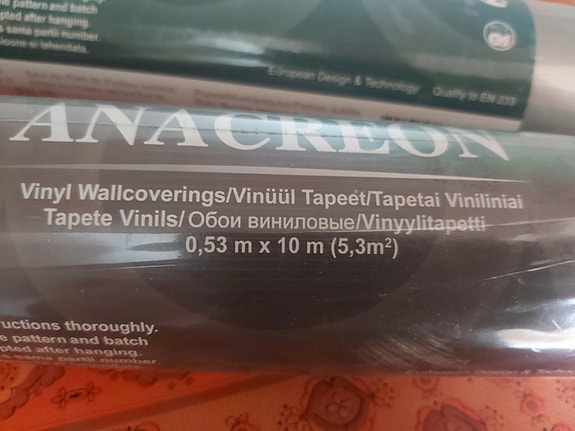 e pattern and batch
pted after hanging.
European Design & Technology Quality to EN 233
ANACREON
Vinyl Wallcoverings/Vinüül Tapeet/Tapetai Viniliniai
Tapete Vinils/Обои виниловые/Vinyylitapetti
0,53 m x 10 m (5,3m²)
ructions thoroughly.
e pattern and batch
pted after hanging.